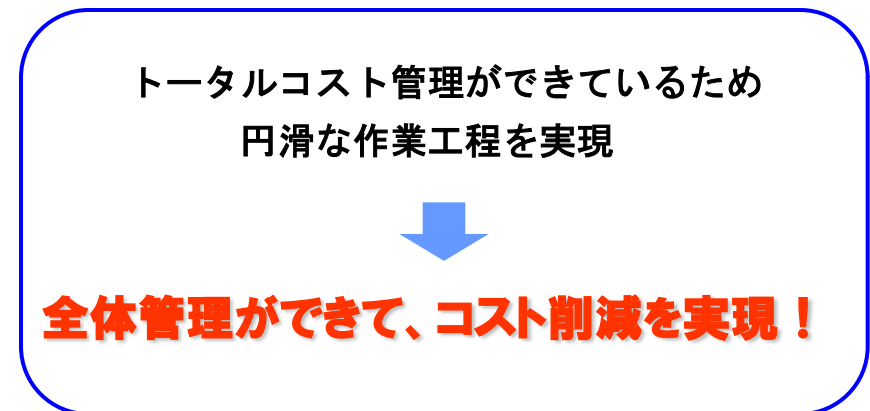 トータルコスト管理ができているため
円滑な作業工程を実現
全体管理ができて、コスト削減を実現！